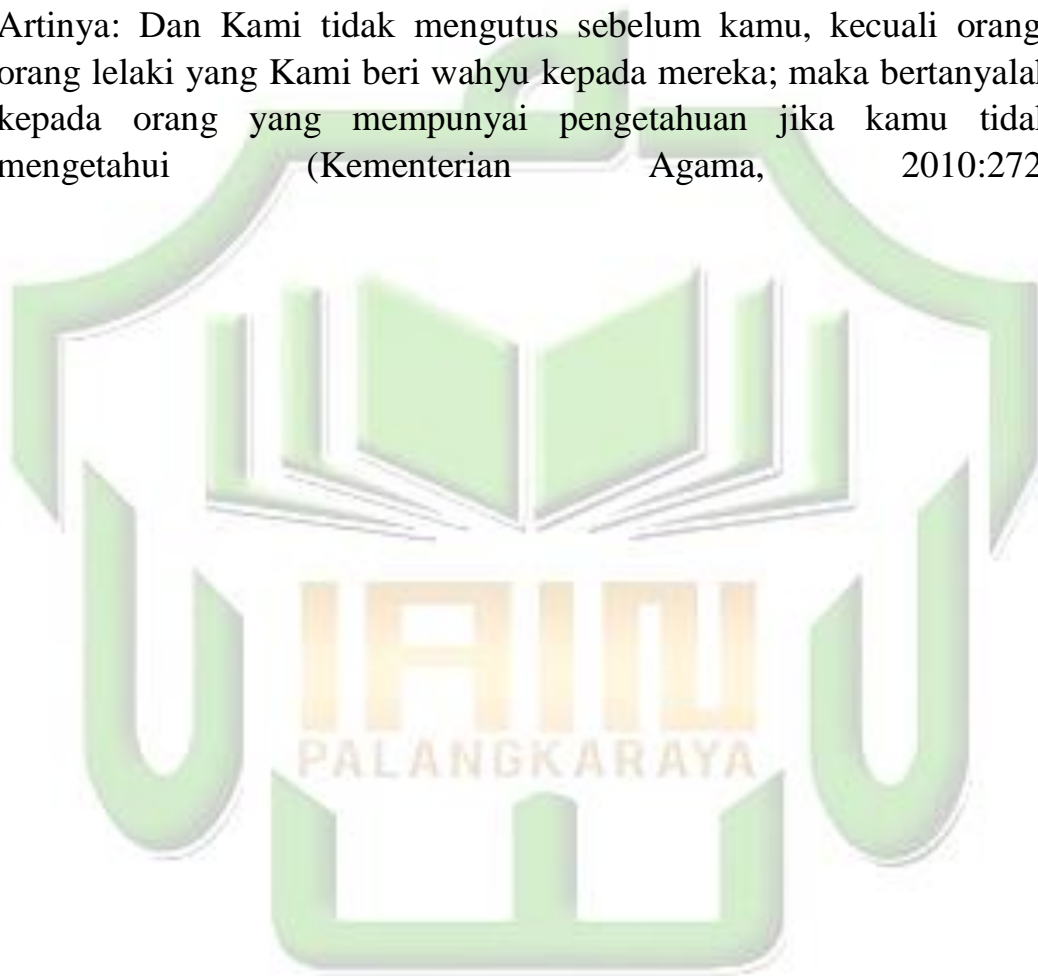 Artinya: Dan Kami tidak mengutus sebelum kamu, kecuali orang
orang lelaki yang Kami beri wahyu kepada mereka; maka bertanyalah
kepada orang yang mempunyai pengetahuan jika kamu tidak
mengetahui (Kementerian Agama, 2010:272
IAIN
PALANGKARAYA